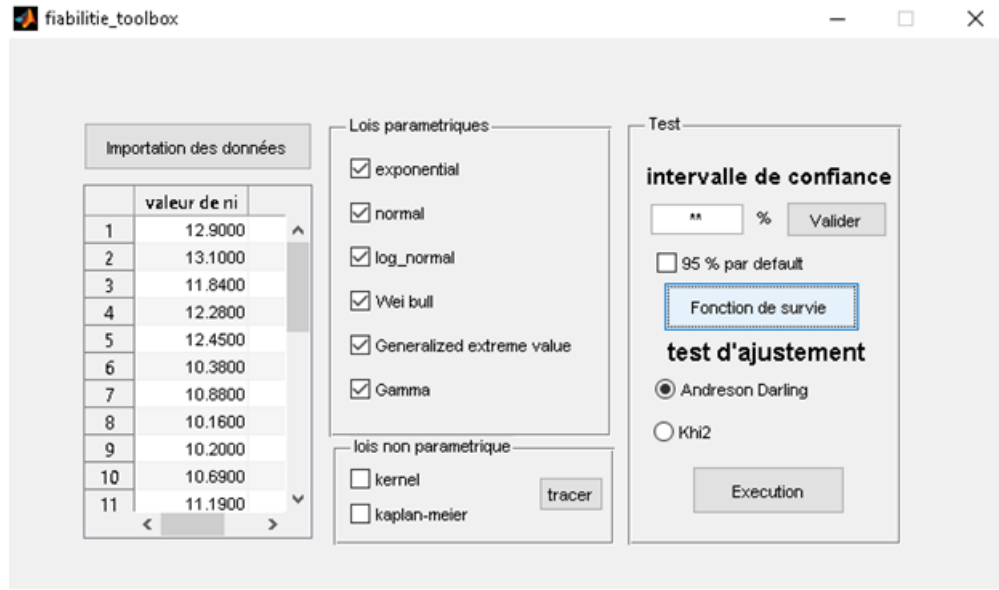 fiabilitie_toolbox
Importation des données
valeur de ni
1 12.9000
2 13.1000
3 11.8400
4 12.2800
5 12.4500
6 10.3800
7 10.8800
8 10.1600
9 10.2000
10 10.6900
11 11.1900
Lois parametriques
exponential
normal
log_normal
Wei bull
Generalized extreme value
Gamma
lois non parametrique
kernel
kaplan-meier
tracer
Test
intervalle de confiance
** % Valider
95 % par default
Fonction de survie
test d'ajustement
Andreson Darling
Khi2
Execution